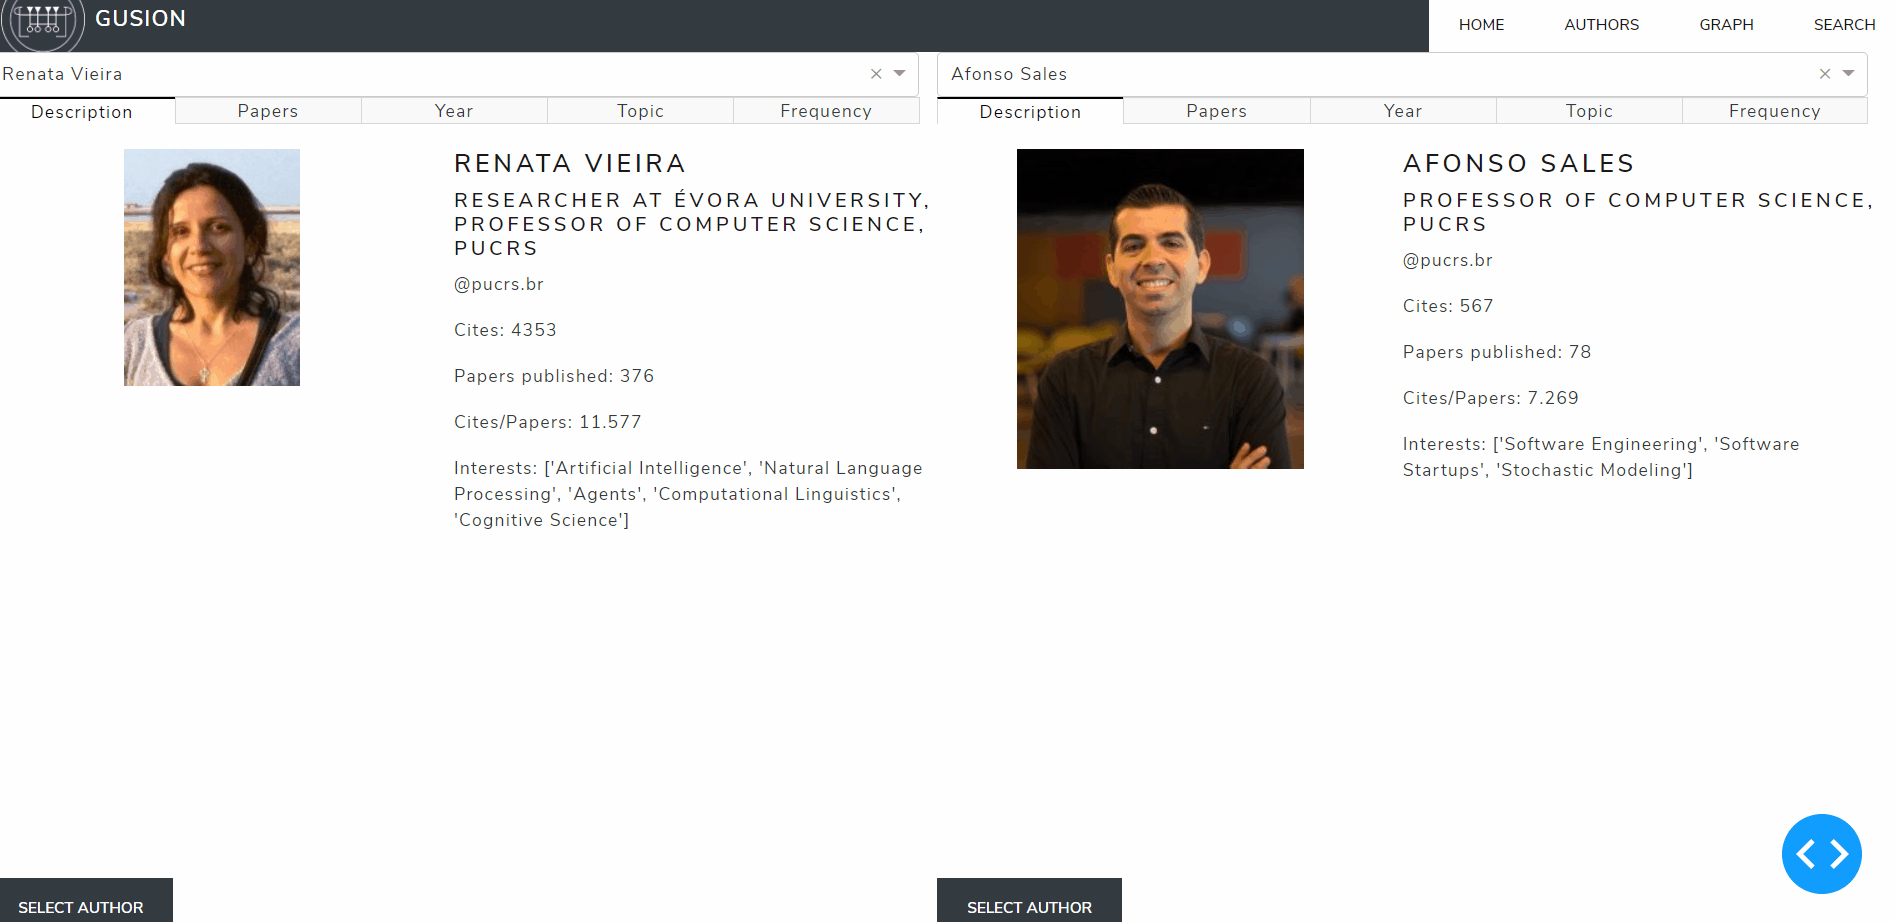 GUSION
HOME AUTHORS GRAPH SEARCH
Renata Vieira
Description Papers Year Topic Frequency
RENATA VIEIRA
RESEARCHER AT ÉVORA UNIVERSITY,
PROFESSOR OF COMPUTER SCIENCE,
PUCRS
@pucrs.br
Cites: 4353
Papers published: 376
Cites/Papers: 11.577
Interests: ['Artificial Intelligence', 'Natural Language
Processing', 'Agents', 'Computational Linguistics',
'Cognitive Science']
SELECT AUTHOR
Afonso Sales
Description Papers Year Topic Frequency
AFONSO SALES
PROFESSOR OF COMPUTER SCIENCE,
PUCRS
@pucrs.br
Cites: 567
Papers published: 78
Cites/Papers: 7.269
Interests: ['Software Engineering', 'Software
Startups', 'Stochastic Modeling']
SELECT AUTHOR